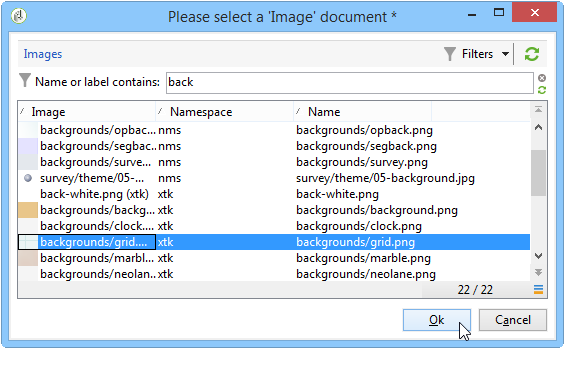 Please select a 'Image' document *
Images
Filters
Name or label contains: back
Image Namespace Name
backgrounds/opbac... nms backgrounds/opback.png
backgrounds/segbac... nms backgrounds/segback.png
backgrounds/surve... nms backgrounds/survey.png
survey/theme/05-... nms survey/theme/05-background.jpg
back-white.png (xtk) xtk back-white.png
backgrounds/backg... xtk backgrounds/background.png
backgrounds/clock.... xtk backgrounds/clock.png
backgrounds/grid.... xtk backgrounds/grid.png
backgrounds/marbl... xtk backgrounds/marble.png
backgrounds/neolan... xtk backgrounds/neolane.png
22 / 22
Ok Cancel